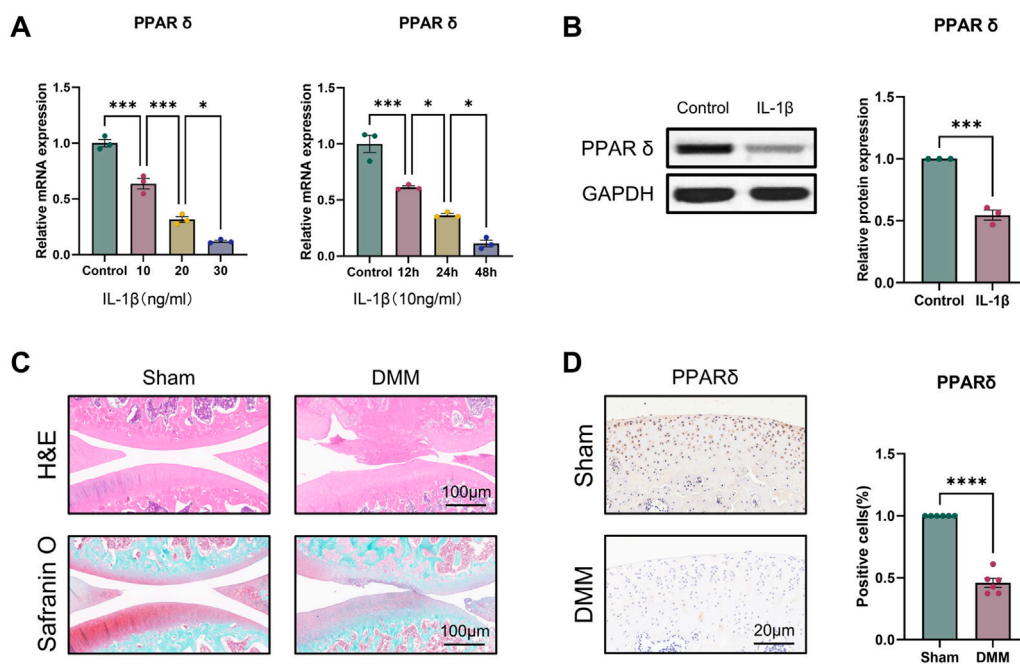 A
PPAR δ
Relative mRNA expression
1.5
1.0
0.5
0.0
*** *** *
Control 10 20 30
IL-1β(ng/ml)
PPAR δ
Relative mRNA expression
1.5
1.0
0.5
0.0
*** * *
Control 12h 24h 48h
IL-1β(10ng/ml)
B
Control IL-1β
PPAR δ
GAPDH
PPAR δ
Relative protein expression
1.5
1.0
0.5
0.0
***
Control IL-1β
C
Sham DMM
H&E
100μm
Safranin O
100μm
D
PPARδ
Sham
DMM
20μm
PPARδ
Positive cells(%)
1.5
1.0
0.5
0.0
****
Sham DMM